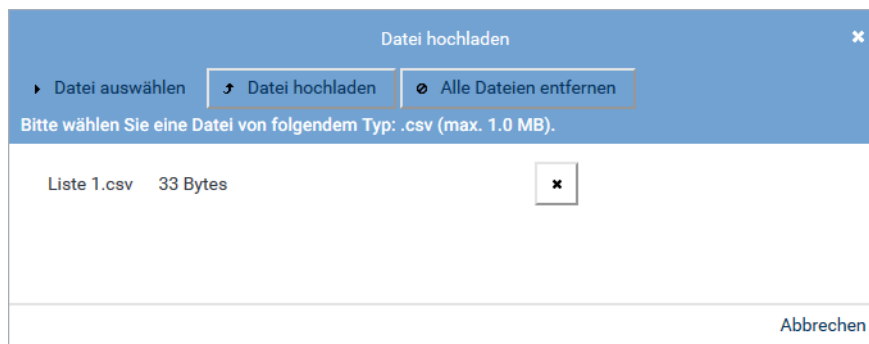 Datei hochladen
Datei auswählen Datei hochladen Alle Dateien entfernen
Bitte wählen Sie eine Datei von folgendem Typ: .csv (max. 1.0 MB).
Liste 1.csv 33 Bytes
Abbrechen